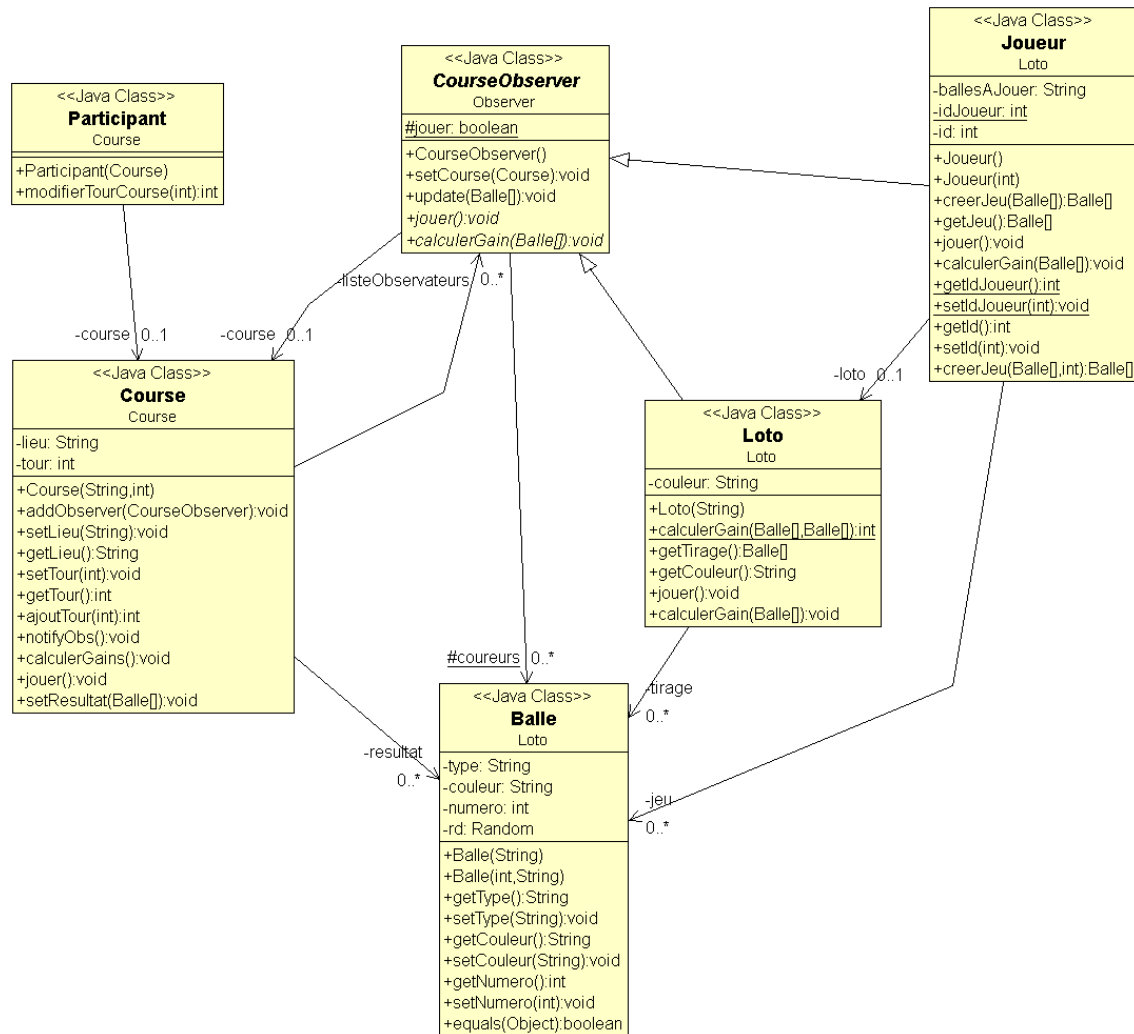 <<Java Class>>
Participant
Course
+Participant(Course)
+modifierTourCourse(int):int
<<Java Class>>
CourseObserver
Observer
#jouer: boolean
+CourseObserver()
+setCourse(Course):void
+update(Balle[]):void
+jouer():void
+calculerGain(Balle[]):void
<<Java Class>>
Joueur
Loto
-ballesAJouer: String
-idJoueur: int
-id: int
+Joueur()
+Joueur(int)
+creerJeu(Balle[]):Balle[]
+getJeu():Balle[]
+jouer():void
+calculerGain(Balle[]):void
+getIdJoueur():int
+setIdJoueur(int):void
+getId():int
+setId(int):void
+creerJeu(Balle[],int):Balle[]
-listeObservateurs 0..*
-course 0..1
-course 0..1
-loto 0..1
<<Java Class>>
Course
Course
-lieu: String
-tour: int
+Course(String,int)
+addObserver(CourseObserver):void
+setLieu(String):void
+getLieu():String
+setTour(int):void
+getTour():int
+ajoutTour(int):int
+notifyObs():void
+calculerGains():void
+jouer():void
+setResultat(Balle[]):void
<<Java Class>>
Loto
Loto
-couleur: String
+Loto(String)
+calculerGain(Balle[],Balle[]):int
+getTirage():Balle[]
+getCouleur():String
+jouer():void
+calculerGain(Balle[]):void
#coureurs 0..*
-tirage
0..*
-resultat
0..*
-jeu
0..*
<<Java Class>>
Balle
Loto
-type: String
-couleur: String
-numero: int
-rd: Random
+Balle(String)
+Balle(int,String)
+getType():String
+setType(String):void
+getCouleur():String
+setCouleur(String):void
+getNumero():int
+setNumero(int):void
+equals(Object):boolean